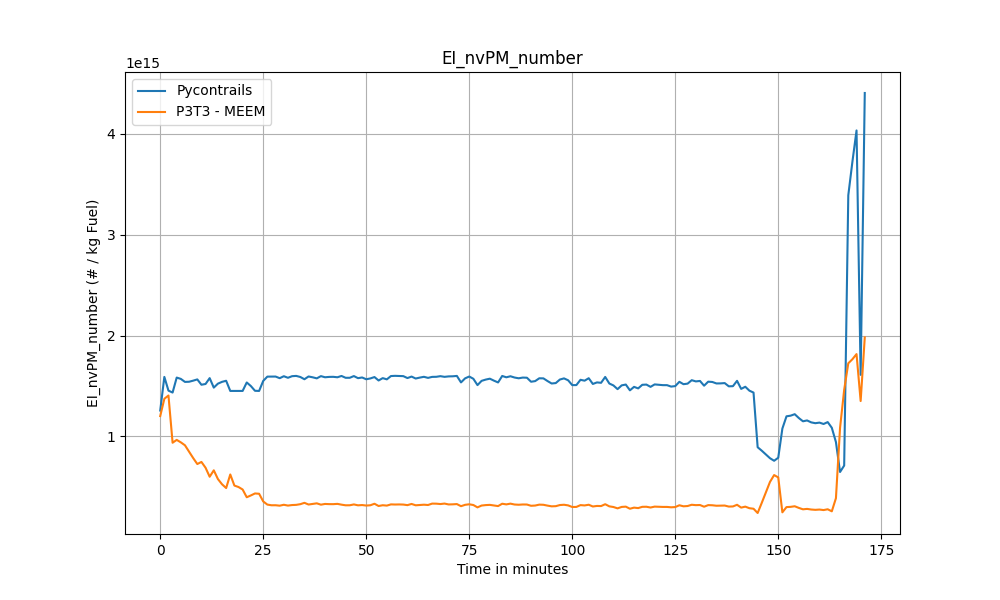 EI_nvPM_number
1e15
Pycontrails
P3T3 - MEEM
4
3
2
1
EI_nvPM_number (# / kg Fuel)
0 25 50 75 100 125 150 175
Time in minutes